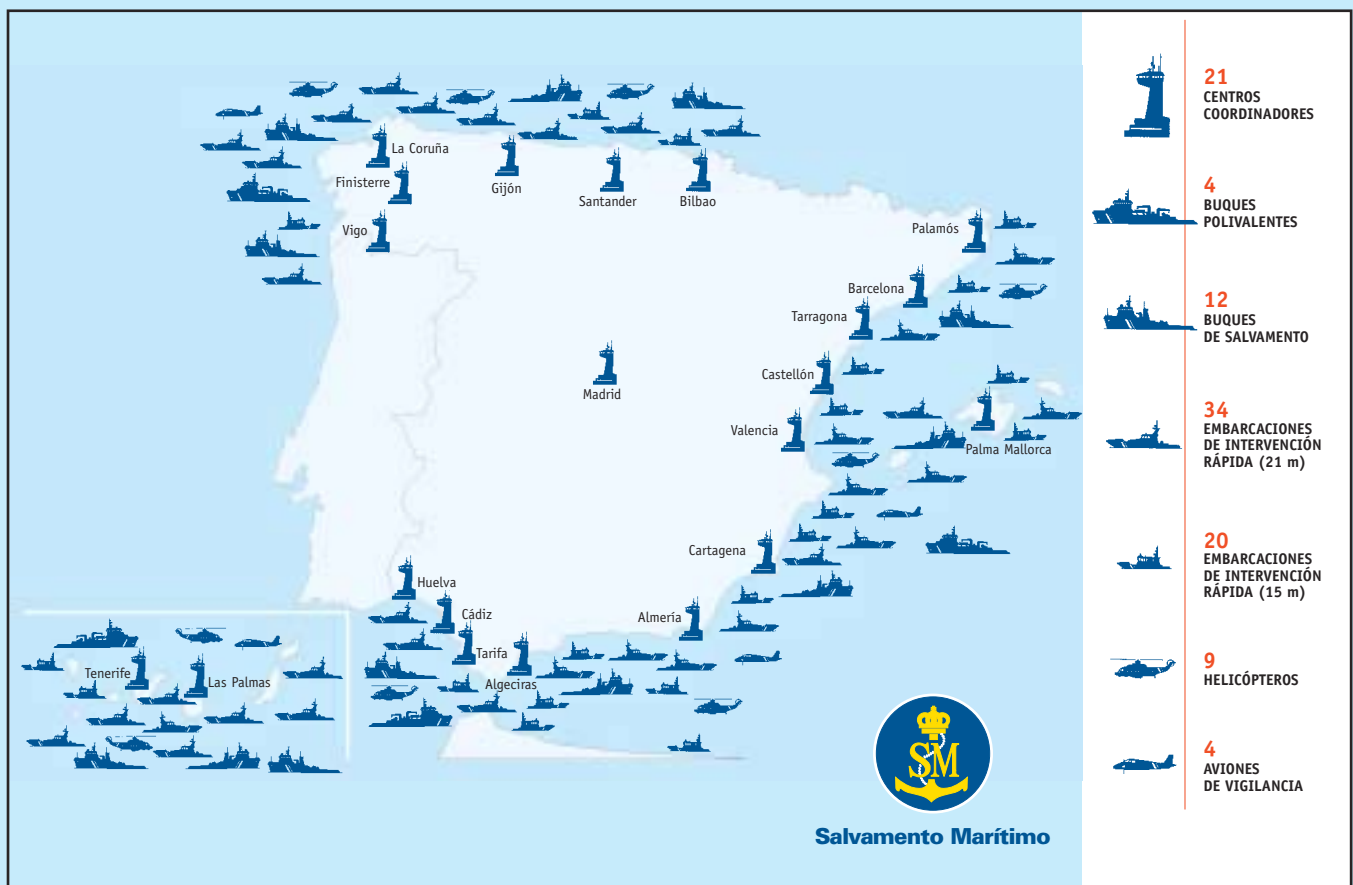 La Coruña
Finisterre
Vigo
Gijón
Santander
Bilbao
Palamós
Barcelona
Tarragona
Castellón
Madrid
Valencia
Palma Mallorca
Cartagena
Almería
Huelva
Cádiz
Tarifa
Algeciras
Tenerife
Las Palmas
SM
Salvamento Marítimo
21
CENTROS
COORDINADORES
4
BUQUES
POLIVALENTES
12
BUQUES
DE SALVAMENTO
34
EMBARCACIONES
DE INTERVENCIÓN
RÁPIDA (21 m)
20
EMBARCACIONES
DE INTERVENCIÓN
RÁPIDA (15 m)
9
HELICÓPTEROS
4
AVIONES
DE VIGILANCIA